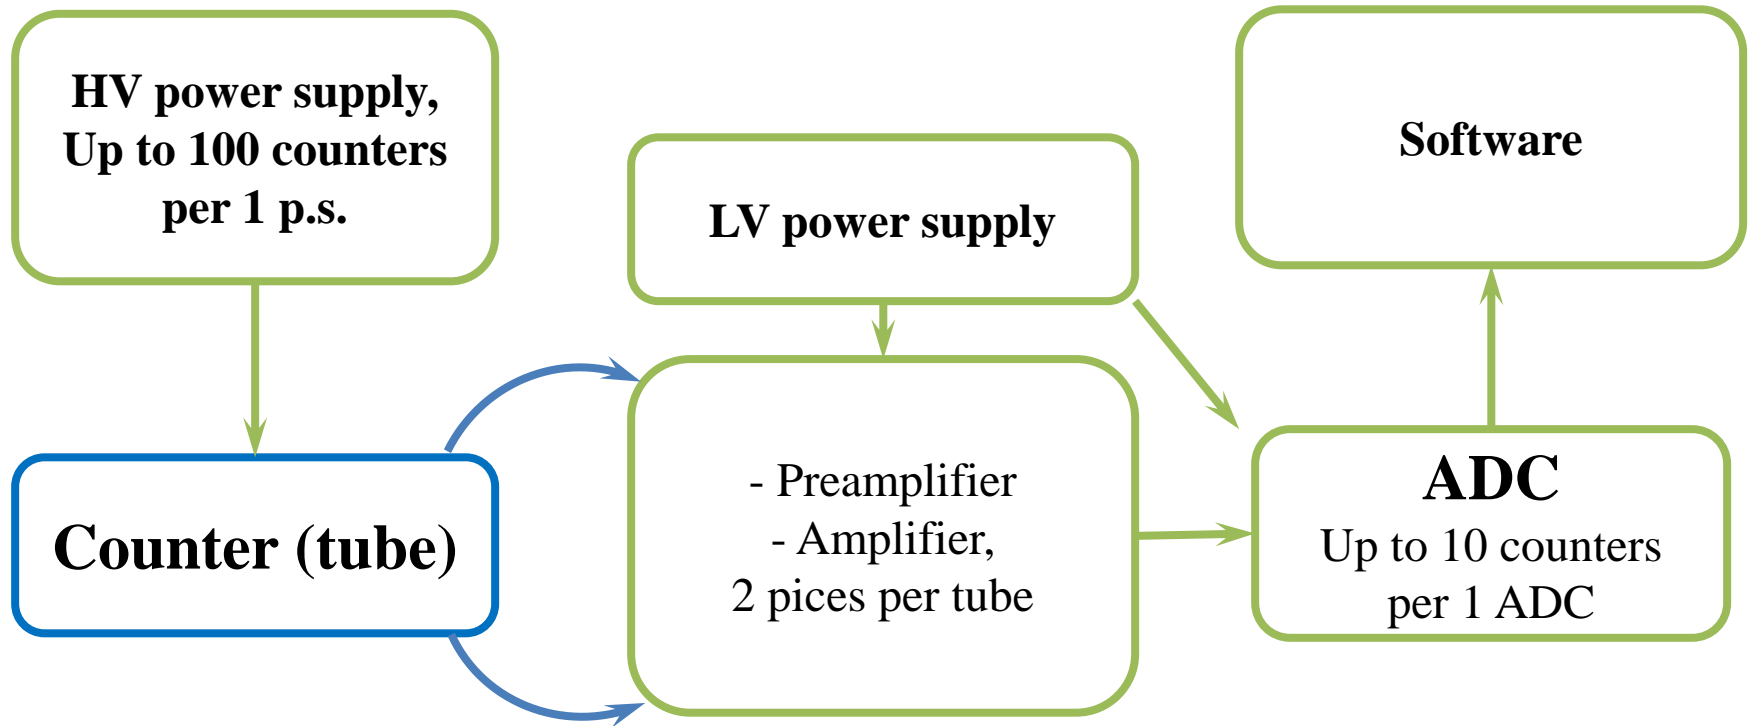 HV power supply,
Up to 100 counters
per 1 p.s.
LV power supply
Software
Counter (tube)
- Preamplifier
- Amplifier,
2 pices per tube
ADC
Up to 10 counters
per 1 ADC